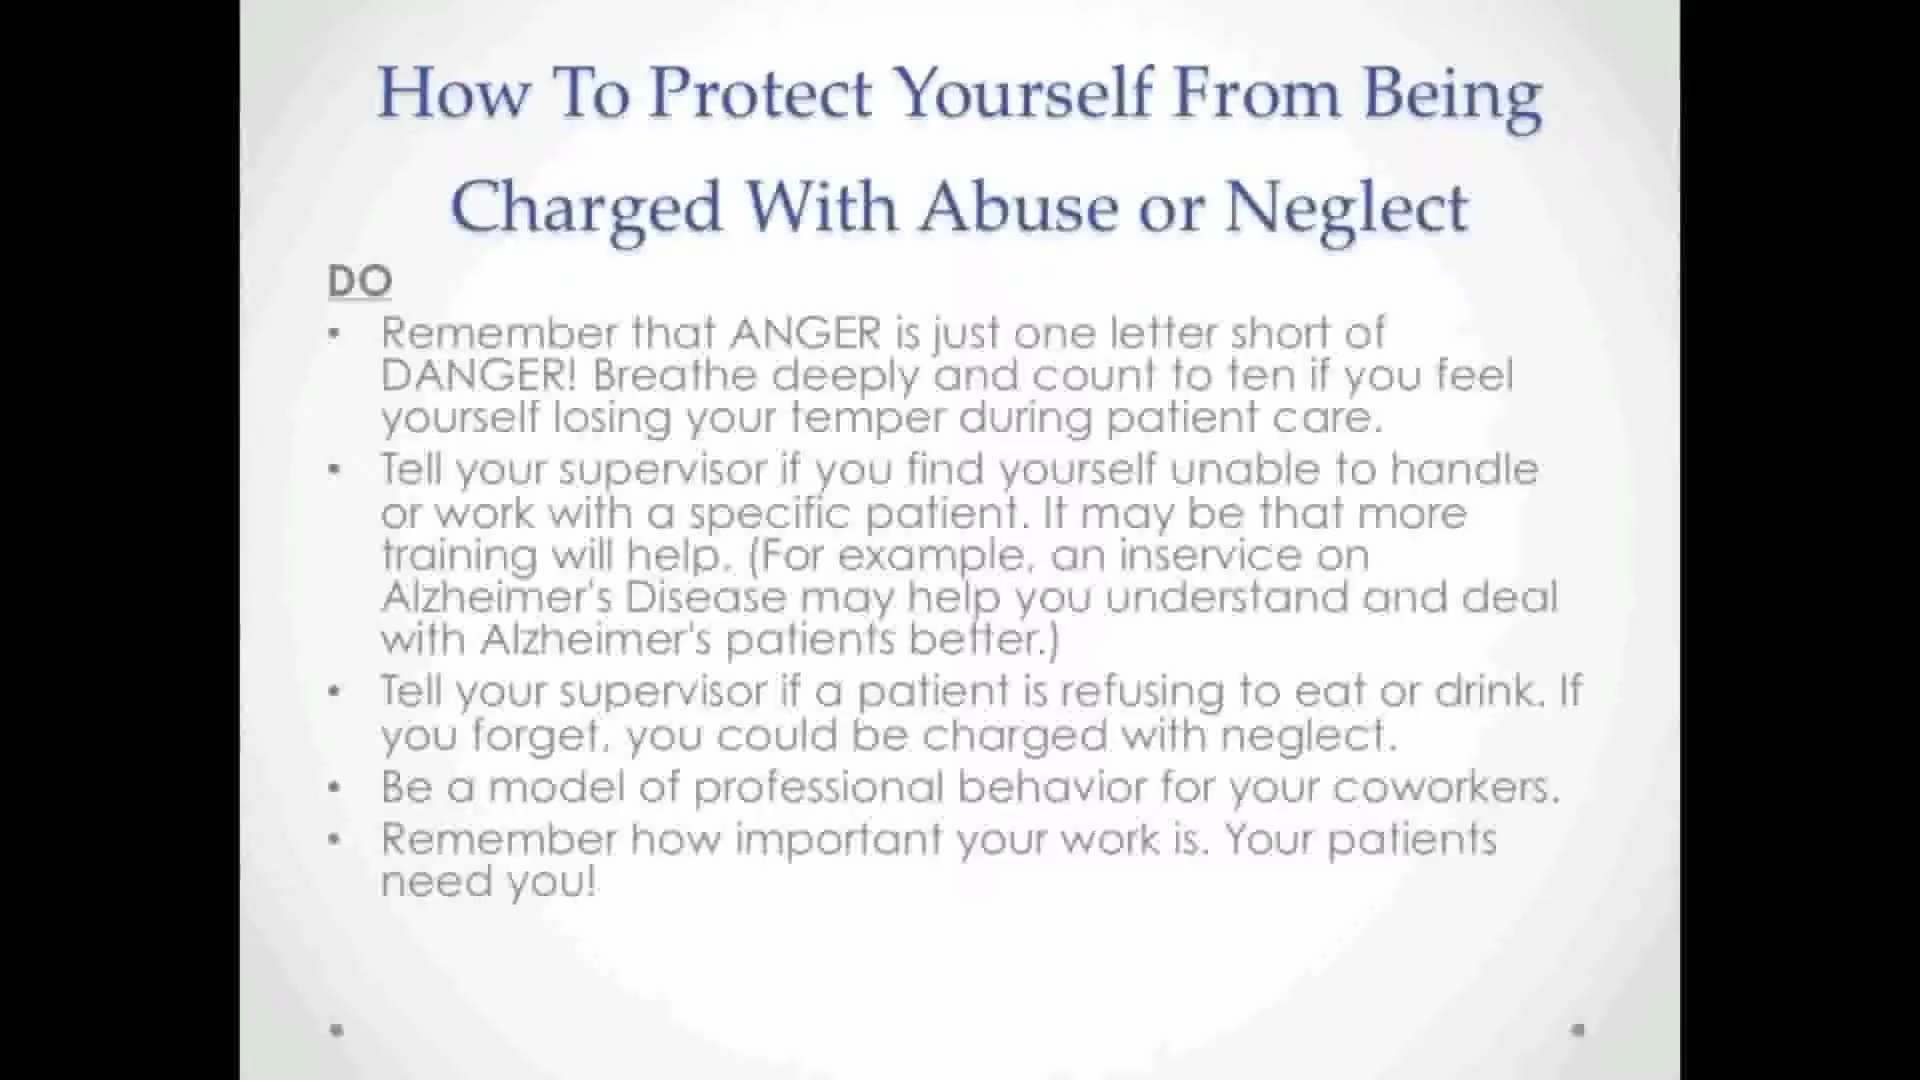 How To Protect Yourself From Being
Charged With Abuse or Neglect
DO
• Remember that ANGER is just one letter short of
DANGER! Breathe deeply and count to ten if you feel
yourself losing your temper during patient care.
• Tell your supervisor if you find yourself unable to handle
or work with a specific patient. It may be that more
training will help. (For example, an inservice on
Alzheimer's Disease may help you understand and deal
with Alzheimer's patients better.)
• Tell your supervisor if a patient is refusing to eat or drink. If
you forget, you could be charged with neglect.
• Be a model of professional behavior for your coworkers.
• Remember how important your work is. Your patients
need you!